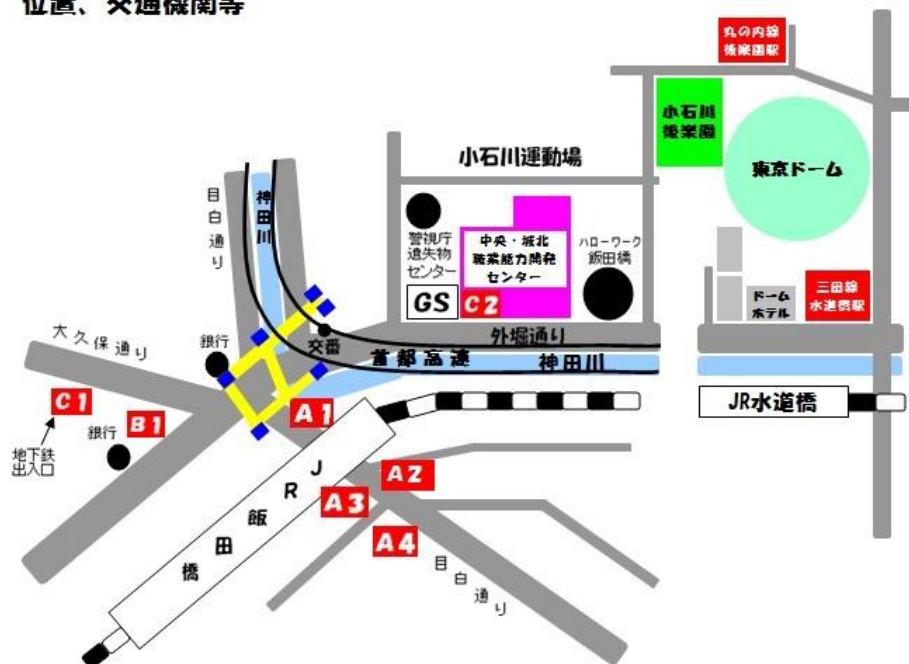 位置、交通機関等
丸の内線
後楽園駅
小石川
後楽園
東京ドーム
小石川運動場
目白通り
神田川
警視庁
遺失物
センター
中央・城北
職業能力開発
センター
ハローワーク
飯田橋
GS
C2
ドーム
ホテル
三田線
水道橋駅
大久保通り
銀行
交番
外堀通り
首都高速
神田川
JR水道橋
C1
地下鉄
出入口
銀行
B1
A1
JR飯田橋
A2
A3
A4
目白通り